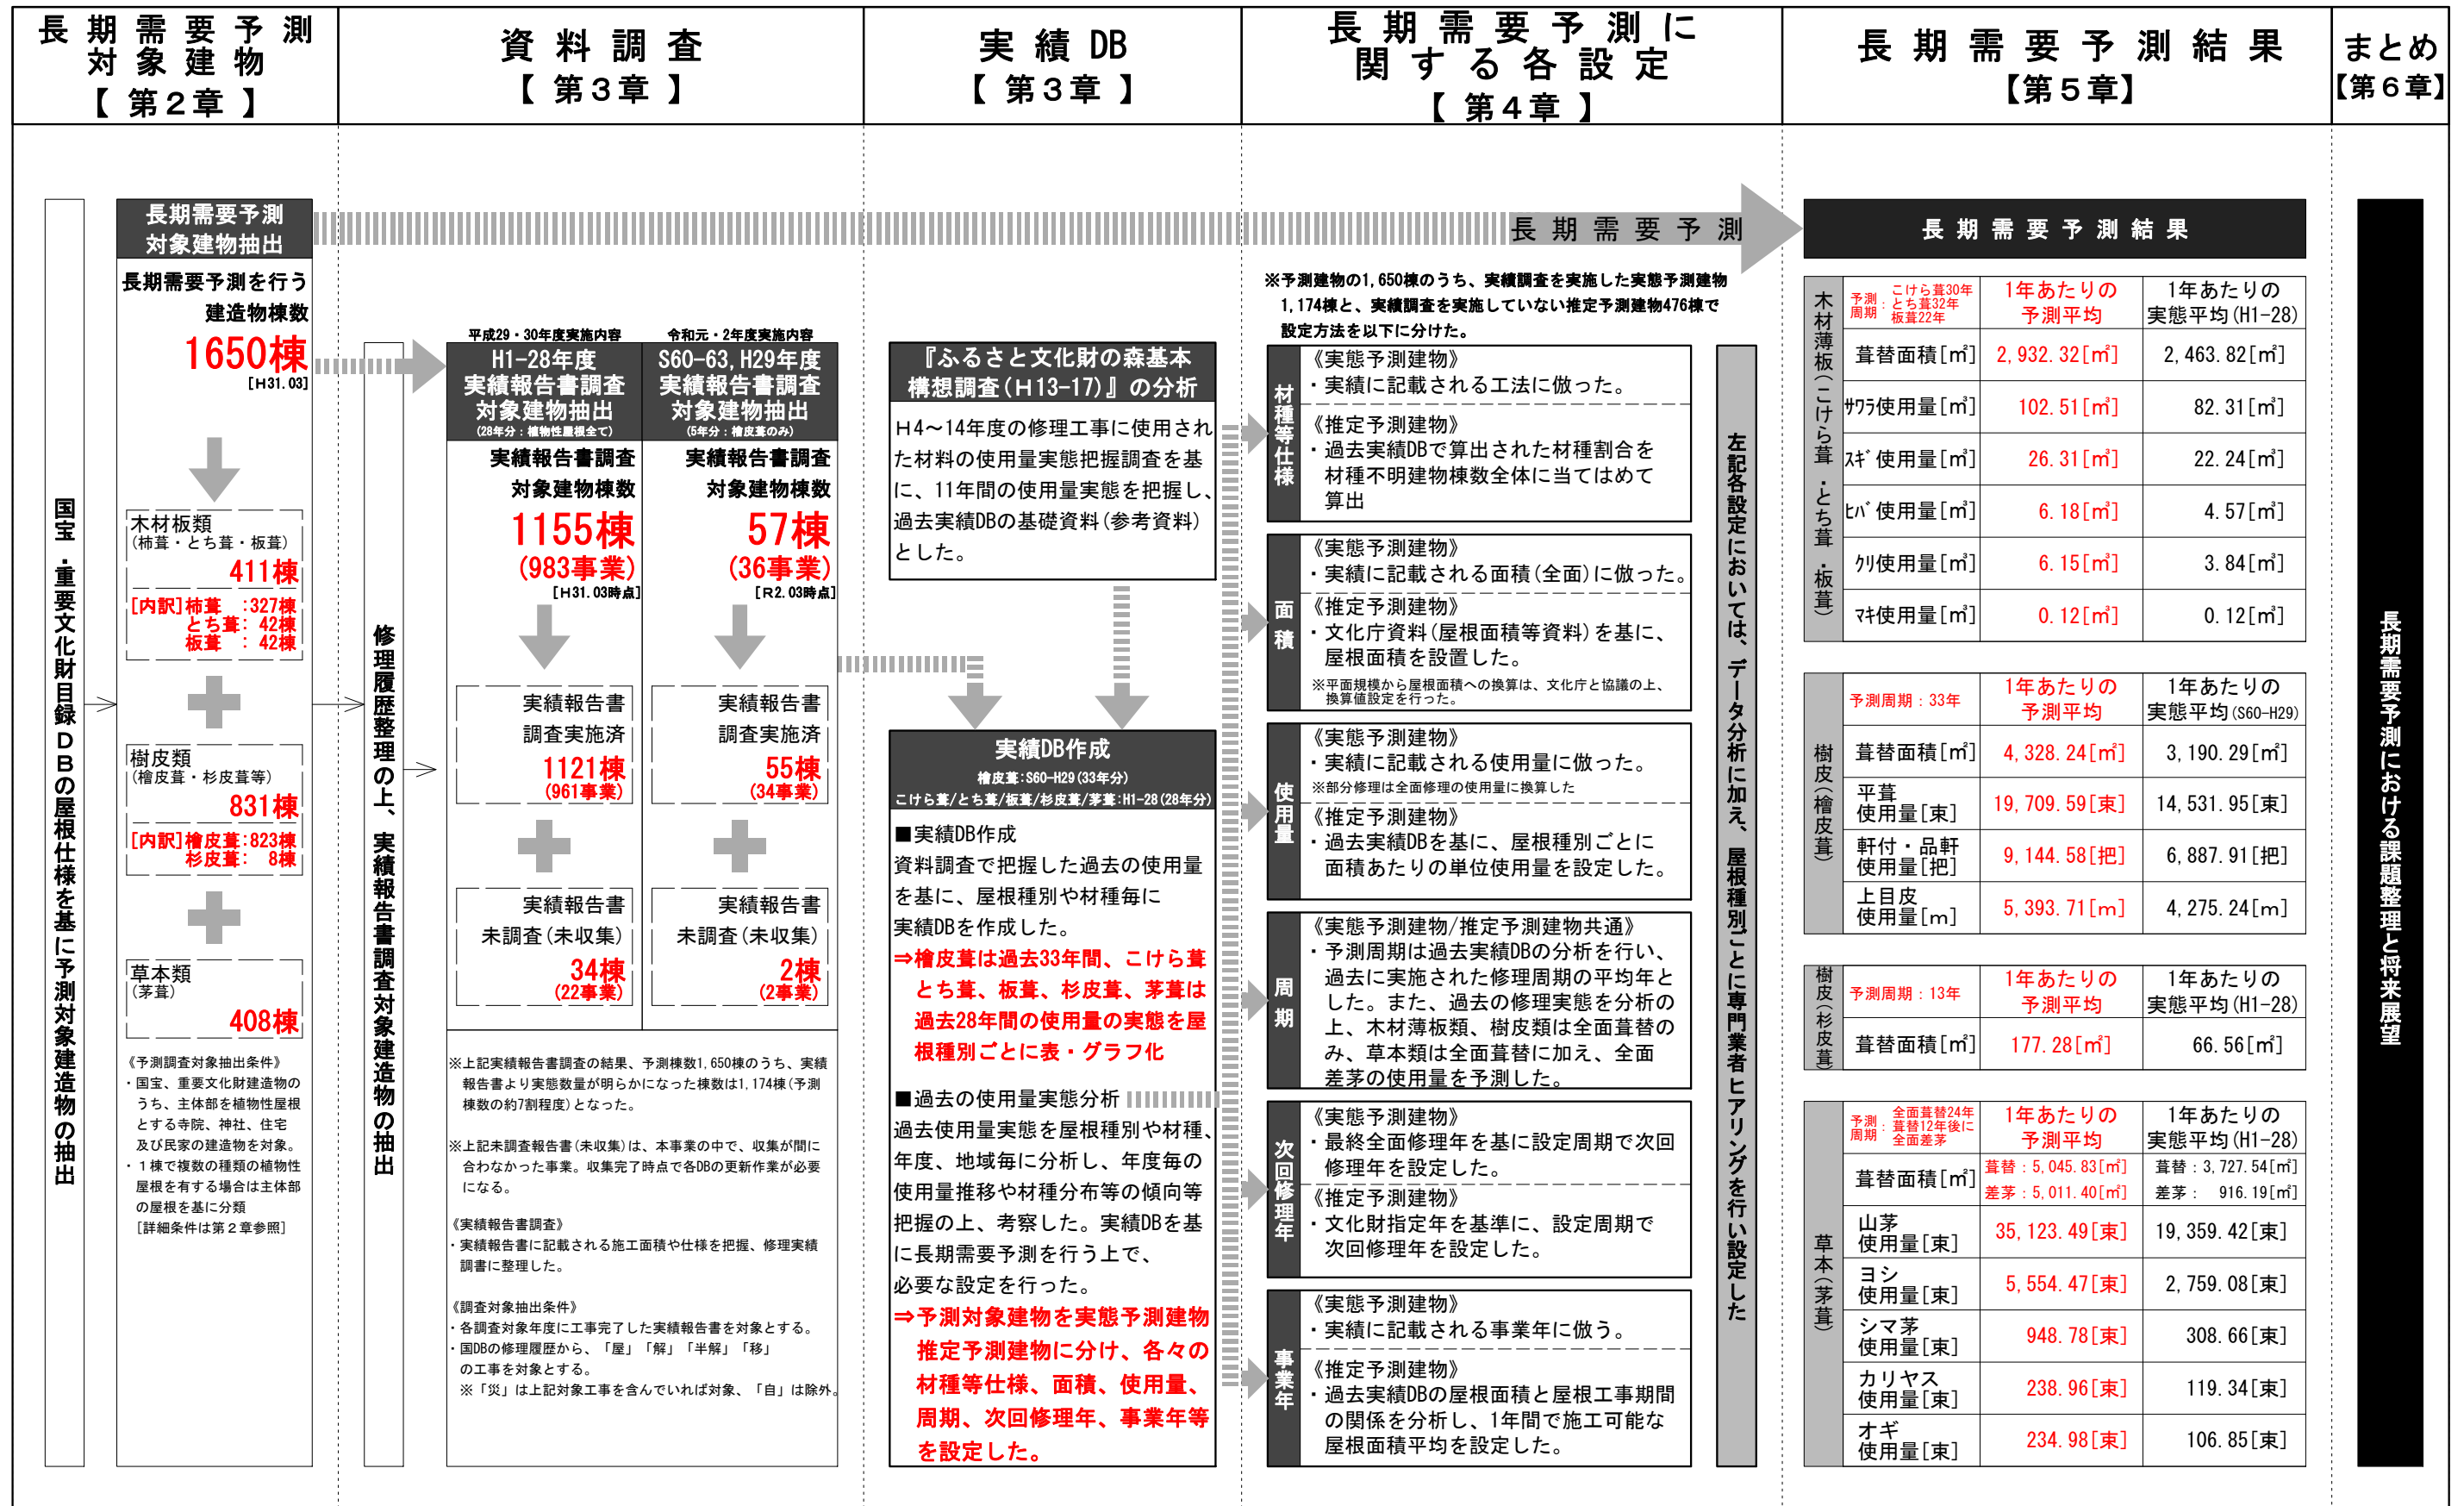 長期需要予測
対象建物
【第２章】
資料調査
【第３章】
実績DB
【第３章】
長期需要予測に
関する各設定
【第４章】
長期需要予測結果
【第５章】
まとめ
【第６章】
国宝・重要文化財目録ＤＢの屋根仕様を基に予測対象建造物の抽出
長期需要予測
対象建物抽出
長期需要予測を行う
建造物棟数
1650棟
[H31.03]
木材板類
(柿葺・とち葺・板葺)
411棟
[内訳]柿葺 :327棟
とち葺: 42棟
板葺 : 42棟
樹皮類
(檜皮葺・杉皮葺等)
831棟
[内訳]檜皮葺:823棟
杉皮葺: 8棟
草本類
(茅葺)
408棟
《予測調査対象抽出条件》
・国宝、重要文化財建造物の
うち、主体部を植物性屋根
とする寺院、神社、住宅
及び民家の建造物を対象。
・１棟で複数の種類の植物性
屋根を有する場合は主体部
の屋根を基に分類
[詳細条件は第２章参照]
修理履歴整理の上、実績報告書調査対象建造物の抽出
平成29・30年度実施内容
H1-28年度
実績報告書調査
対象建物抽出
(28年分：植物性屋根全て)
実績報告書調査
対象建物棟数
1155棟
(983事業)
[H31.03時点]
実績報告書
調査実施済
1121棟
(961事業)
実績報告書
未調査(未収集)
34棟
(22事業)
令和元・2年度実施内容
S60-63,H29年度
実績報告書調査
対象建物抽出
(5年分：檜皮葺のみ)
実績報告書調査
対象建物棟数
57棟
(36事業)
[R2.03時点]
実績報告書
調査実施済
55棟
(34事業)
実績報告書
未調査(未収集)
2棟
(2事業)
※上記実績報告書調査の結果、予測棟数1,650棟のうち、実績
報告書より実態数量が明らかになった棟数は1,174棟(予測
棟数の約7割程度)となった。
※上記未調査報告書(未収集)は、本事業の中で、収集が間に
合わなかった事業。収集完了時点で各DBの更新作業が必要
になる。
《実績報告書調査》
・実績報告書に記載される施工面積や仕様を把握、修理実績
調書に整理した。
《調査対象抽出条件》
・各調査対象年度に工事完了した実績報告書を対象とする。
・国DBの修理履歴から、「屋」「解」「半解」「移」
の工事を対象とする。
※「災」は上記対象工事を含んでいれば対象、「自」は除外。
『ふるさと文化財の森基本
構想調査(H13-17)』の分析
H4～14年度の修理工事に使用され
た材料の使用量実態把握調査を基
に、11年間の使用量実態を把握し、
過去実績DBの基礎資料(参考資料)
とした。
実績DB作成
檜皮葺:S60-H29(33年分)
こけら葺/とち葺/板葺/杉皮葺/茅葺:H1-28(28年分)
■実績DB作成
資料調査で把握した過去の使用量
を基に、屋根種別や材種毎に
実績DBを作成した。
⇒檜皮葺は過去33年間、こけら葺
とち葺、板葺、杉皮葺、茅葺は
過去28年間の使用量の実態を屋
根種別ごとに表・グラフ化
■過去の使用量実態分析
過去使用量実態を屋根種別や材種、
年度、地域毎に分析し、年度毎の
使用量推移や材種分布等の傾向等
把握の上、考察した。実績DBを基
に長期需要予測を行う上で、
必要な設定を行った。
⇒予測対象建物を実態予測建物
推定予測建物に分け、各々の
材種等仕様、面積、使用量、
周期、次回修理年、事業年等
を設定した。
長期需要予測
※予測建物の1,650棟のうち、実績調査を実施した実態予測建物
1,174棟と、実績調査を実施していない推定予測建物476棟で
設定方法を以下に分けた。
材種等仕様
《実態予測建物》
・実績に記載される工法に倣った。
《推定予測建物》
・過去実績DBで算出された材種割合を
材種不明建物棟数全体に当てはめて
算出
面積
《実態予測建物》
・実績に記載される面積(全面)に倣った。
《推定予測建物》
・文化庁資料(屋根面積等資料)を基に、
屋根面積を設置した。
※平面規模から屋根面積への換算は、文化庁と協議の上、
換算値設定を行った。
使用量
《実態予測建物》
・実績に記載される使用量に倣った。
※部分修理は全面修理の使用量に換算した
《推定予測建物》
・過去実績DBを基に、屋根種別ごとに
面積あたりの単位使用量を設定した。
周期
《実態予測建物/推定予測建物共通》
・予測周期は過去実績DBの分析を行い、
過去に実施された修理周期の平均年と
した。また、過去の修理実態を分析の
上、木材薄板類、樹皮類は全面葺替の
み、草本類は全面葺替に加え、全面
差茅の使用量を予測した。
次回修理年
《実態予測建物》
・最終全面修理年を基に設定周期で次回
修理年を設定した。
《推定予測建物》
・文化財指定年を基準に、設定周期で
次回修理年を設定した。
事業年
《実態予測建物》
・実績に記載される事業年に倣う。
《推定予測建物》
・過去実績DBの屋根面積と屋根工事期間
の関係を分析し、1年間で施工可能な
屋根面積平均を設定した。
左記各設定においては、データ分析に加え、屋根種別ごとに専門業者ヒアリングを行い設定した
長期需要予測結果
木材薄板(こけら葺・とち葺・板葺)
予測周期：こけら葺30年 とち葺32年 板葺22年
1年あたりの予測平均
1年あたりの実態平均(H1-28)
葺替面積[㎡] 2,932.32[㎡] 2,463.82[㎡]
ｻﾜﾗ使用量[㎥] 102.51[㎥] 82.31[㎥]
ｽｷﾞ使用量[㎥] 26.31[㎥] 22.24[㎥]
ﾋﾊﾞ使用量[㎥] 6.18[㎥] 4.57[㎥]
ｸﾘ使用量[㎥] 6.15[㎥] 3.84[㎥]
ﾏｷ使用量[㎥] 0.12[㎥] 0.12[㎥]
樹皮(檜皮葺)
予測周期：33年
1年あたりの予測平均
1年あたりの実態平均(S60-H29)
葺替面積[㎡] 4,328.24[㎡] 3,190.29[㎡]
平葺使用量[束] 19,709.59[束] 14,531.95[束]
軒付・品軒使用量[把] 9,144.58[把] 6,887.91[把]
上目皮使用量[m] 5,393.71[m] 4,275.24[m]
樹皮(杉皮葺)
予測周期：13年
1年あたりの予測平均
1年あたりの実態平均(H1-28)
葺替面積[㎡] 177.28[㎡] 66.56[㎡]
草本(茅葺)
予測周期：全面葺替24年 葺替12年後に全面差茅
1年あたりの予測平均
1年あたりの実態平均(H1-28)
葺替面積[㎡] 葺替：5,045.83[㎡] 葺替：3,727.54[㎡]
差茅：5,011.40[㎡] 差茅： 916.19[㎡]
山茅使用量[束] 35,123.49[束] 19,359.42[束]
ヨシ使用量[束] 5,554.47[束] 2,759.08[束]
シマ茅使用量[束] 948.78[束] 308.66[束]
カリヤス使用量[束] 238.96[束] 119.34[束]
オギ使用量[束] 234.98[束] 106.85[束]
長期需要予測における課題整理と将来展望